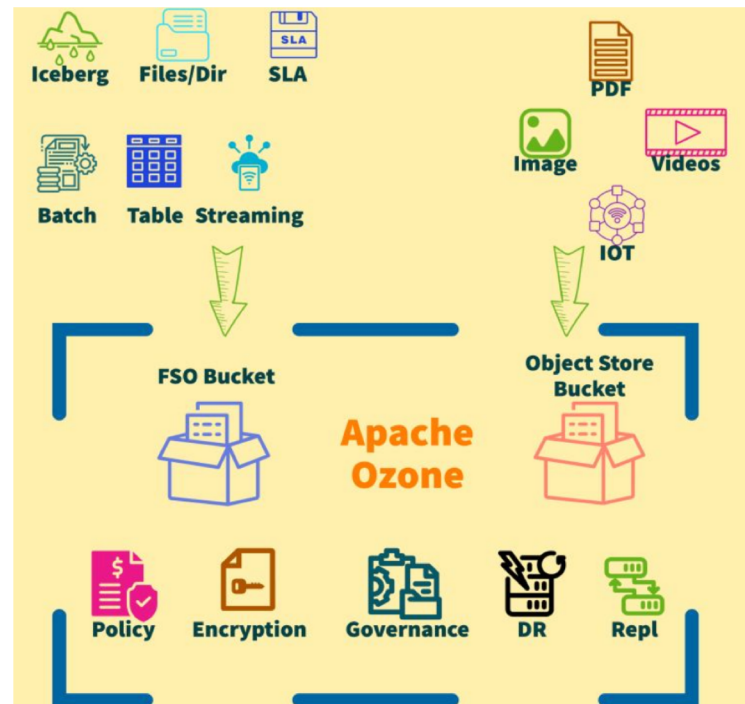 SLA
Iceberg
Files/Dir
SLA
PDF
Image
Videos
Batch
Table
Streaming
IOT
FSO Bucket
Object Store
Bucket
Apache
Ozone
$
Policy
Encryption
Governance
DR
Repl